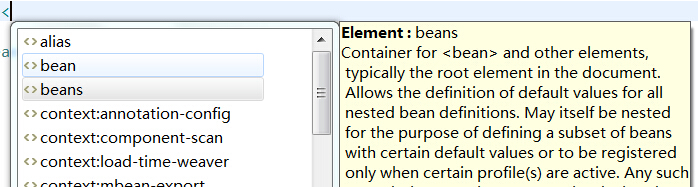 <
alias
bean
beans
context:annotation-config
context:component-scan
context:load-time-weaver
context:mbean-export
Element : beans
Container for <bean> and other elements,
typically the root element in the document.
Allows the definition of default values for all
nested bean definitions. May itself be nested
for the purpose of defining a subset of beans
with certain default values or to be registered
only when certain profile(s) are active. Any such